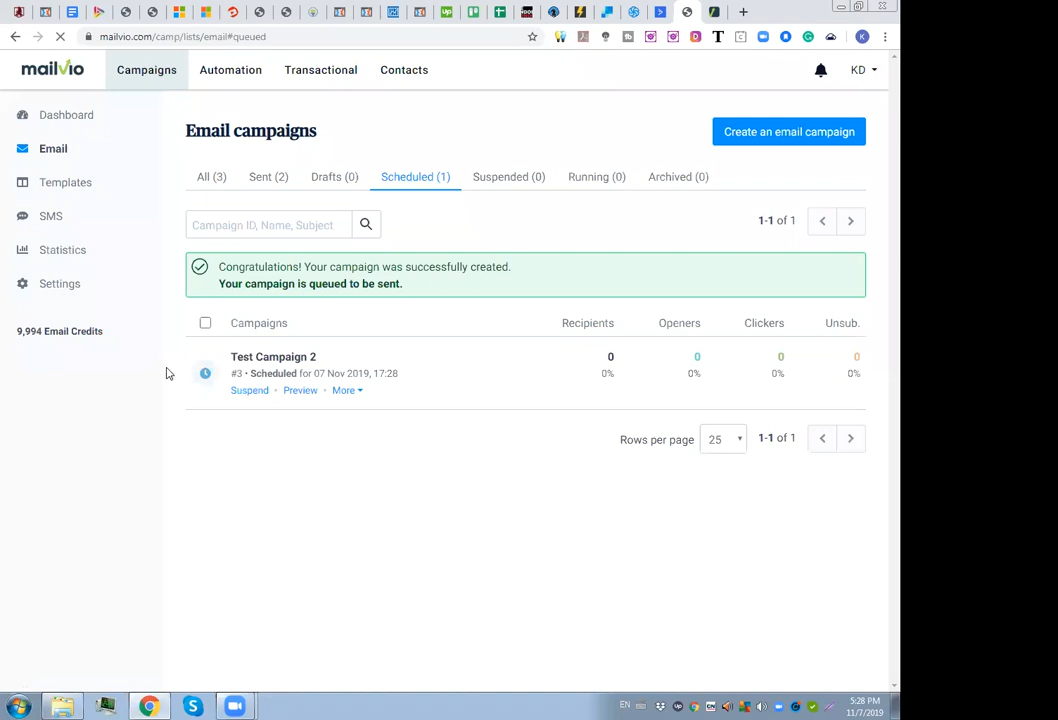 mailvio.com/camp/lists/email#queued
mailvio
Campaigns
Automation
Transactional
Contacts
KD
Dashboard
Email
Templates
SMS
Statistics
Settings
9,994 Email Credits
Email campaigns
Create an email campaign
All (3)
Sent (2)
Drafts (0)
Scheduled (1)
Suspended (0)
Running (0)
Archived (0)
Campaign ID, Name, Subject
1-1 of 1
Congratulations! Your campaign was successfully created.
Your campaign is queued to be sent.
Campaigns
Recipients
Openers
Clickers
Unsub.
Test Campaign 2
0
0
0
0
#3 • Scheduled for 07 Nov 2019, 17:28
0%
0%
0%
0%
Suspend • Preview • More
Rows per page
25
1-1 of 1
EN
5:28 PM
11/7/2019